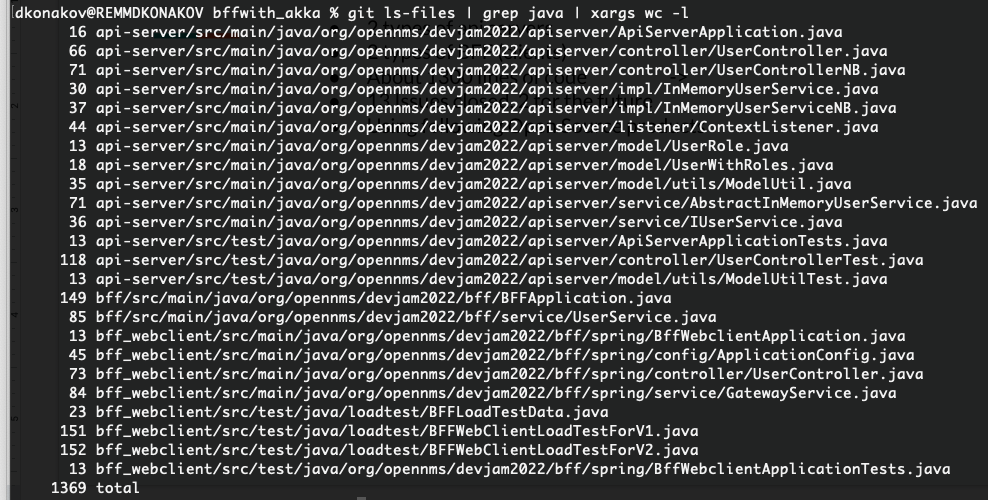 dkonakov@REMMDKONAKOV bffwith_akka % git ls-files | grep java | xargs wc -l
16 api-server/src/main/java/org/opennms/devjam2022/apiserver/ApiServerApplication.java
66 api-server/src/main/java/org/opennms/devjam2022/apiserver/controller/UserController.java
71 api-server/src/main/java/org/opennms/devjam2022/apiserver/controller/UserControllerNB.java
30 api-server/src/main/java/org/opennms/devjam2022/apiserver/impl/InMemoryUserService.java
37 api-server/src/main/java/org/opennms/devjam2022/apiserver/impl/InMemoryUserServiceNB.java
44 api-server/src/main/java/org/opennms/devjam2022/apiserver/listener/ContextListener.java
13 api-server/src/main/java/org/opennms/devjam2022/apiserver/model/UserRole.java
18 api-server/src/main/java/org/opennms/devjam2022/apiserver/model/UserWithRoles.java
35 api-server/src/main/java/org/opennms/devjam2022/apiserver/model/utils/ModelUtil.java
71 api-server/src/main/java/org/opennms/devjam2022/apiserver/service/AbstractInMemoryUserService.java
36 api-server/src/main/java/org/opennms/devjam2022/apiserver/service/IUserService.java
13 api-server/src/test/java/org/opennms/devjam2022/apiserver/ApiServerApplicationTests.java
118 api-server/src/test/java/org/opennms/devjam2022/apiserver/controller/UserControllerTest.java
13 api-server/src/test/java/org/opennms/devjam2022/apiserver/model/utils/ModelUtilTest.java
149 bff/src/main/java/org/opennms/devjam2022/bff/BFFApplication.java
85 bff/src/main/java/org/opennms/devjam2022/bff/service/UserService.java
13 bff_webclient/src/main/java/org/opennms/devjam2022/bff/spring/BffWebclientApplication.java
45 bff_webclient/src/main/java/org/opennms/devjam2022/bff/spring/config/ApplicationConfig.java
73 bff_webclient/src/main/java/org/opennms/devjam2022/bff/spring/controller/UserController.java
84 bff_webclient/src/main/java/org/opennms/devjam2022/bff/spring/service/GatewayService.java
23 bff_webclient/src/test/java/loadtest/BFFLoadTestData.java
151 bff_webclient/src/test/java/loadtest/BFFWebClientLoadTestForV1.java
152 bff_webclient/src/test/java/loadtest/BFFWebClientLoadTestForV2.java
13 bff_webclient/src/test/java/org/opennms/devjam2022/bff/spring/BffWebclientApplicationTests.java
1369 total